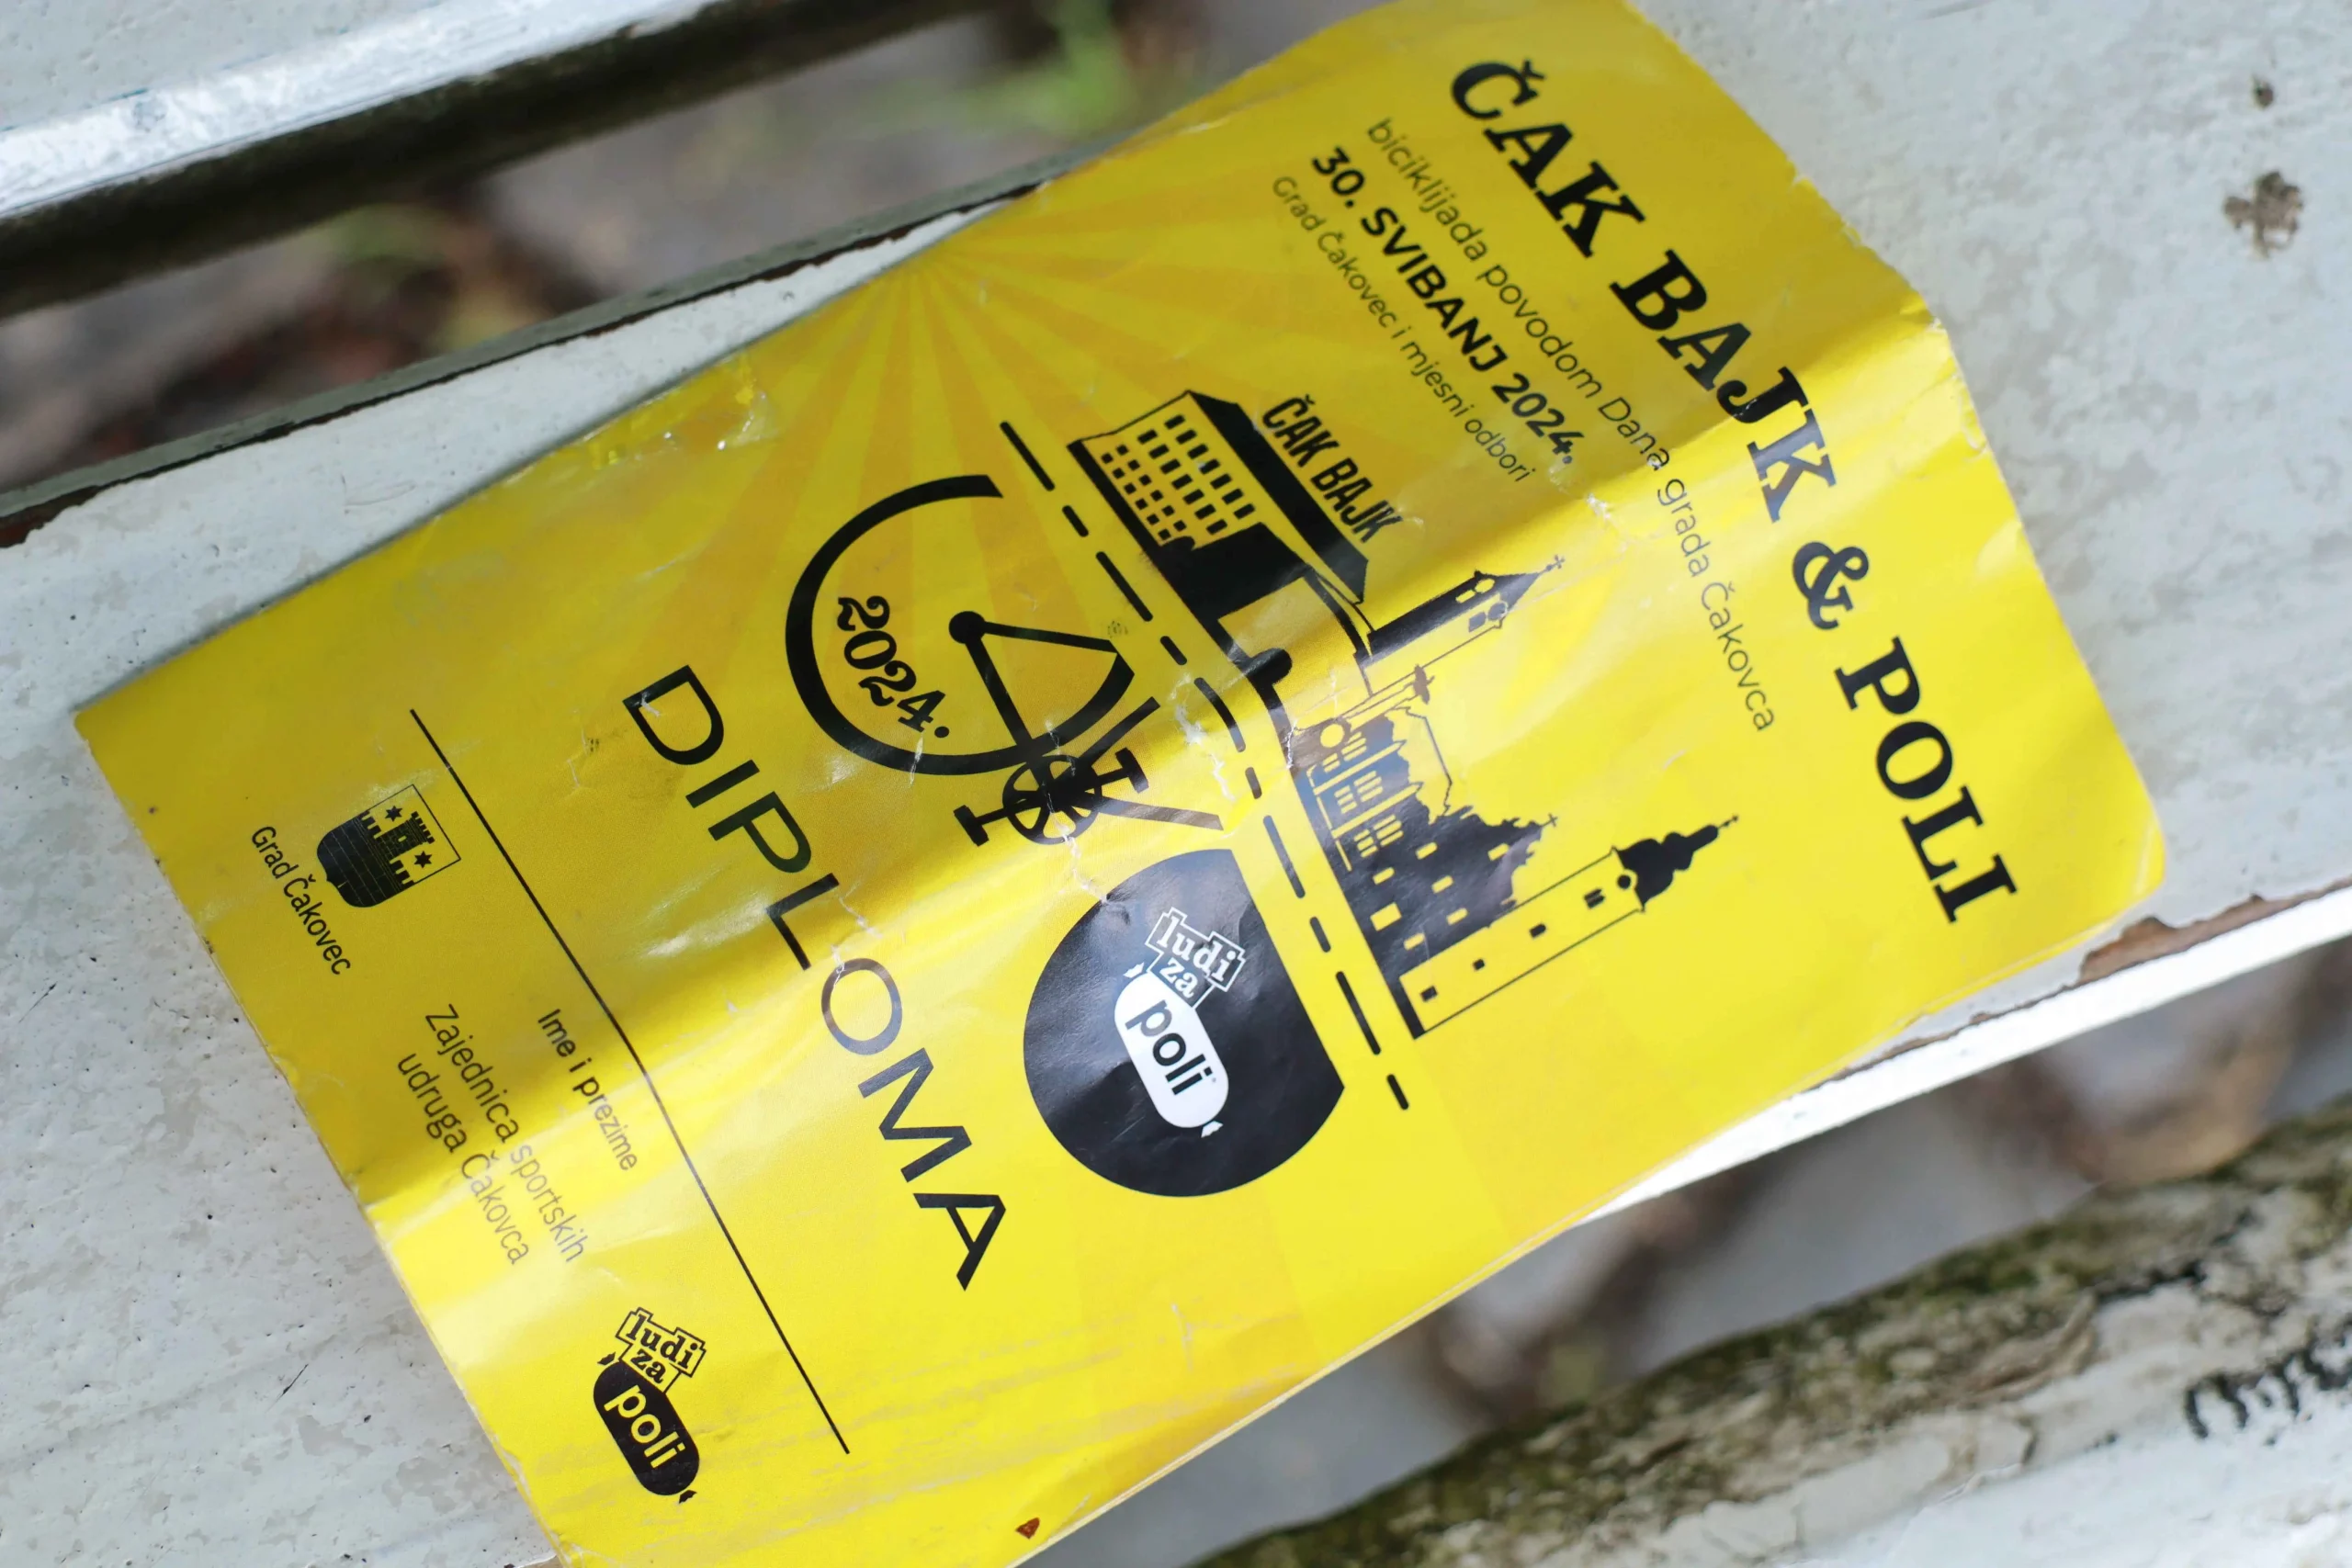 ČAK BAJK & POLI
biciklijada povodom Dana grada Čakovca
30. SVIBANJ 2024.
Grad Čakovec i mjesni odbori
ČAK BAJK
2024.
ludi
za
poli
DIPLOMA
Ime i prezime
Grad Čakovec
Zajednica sportskih
udruga Čakovca
ludi
za
poli